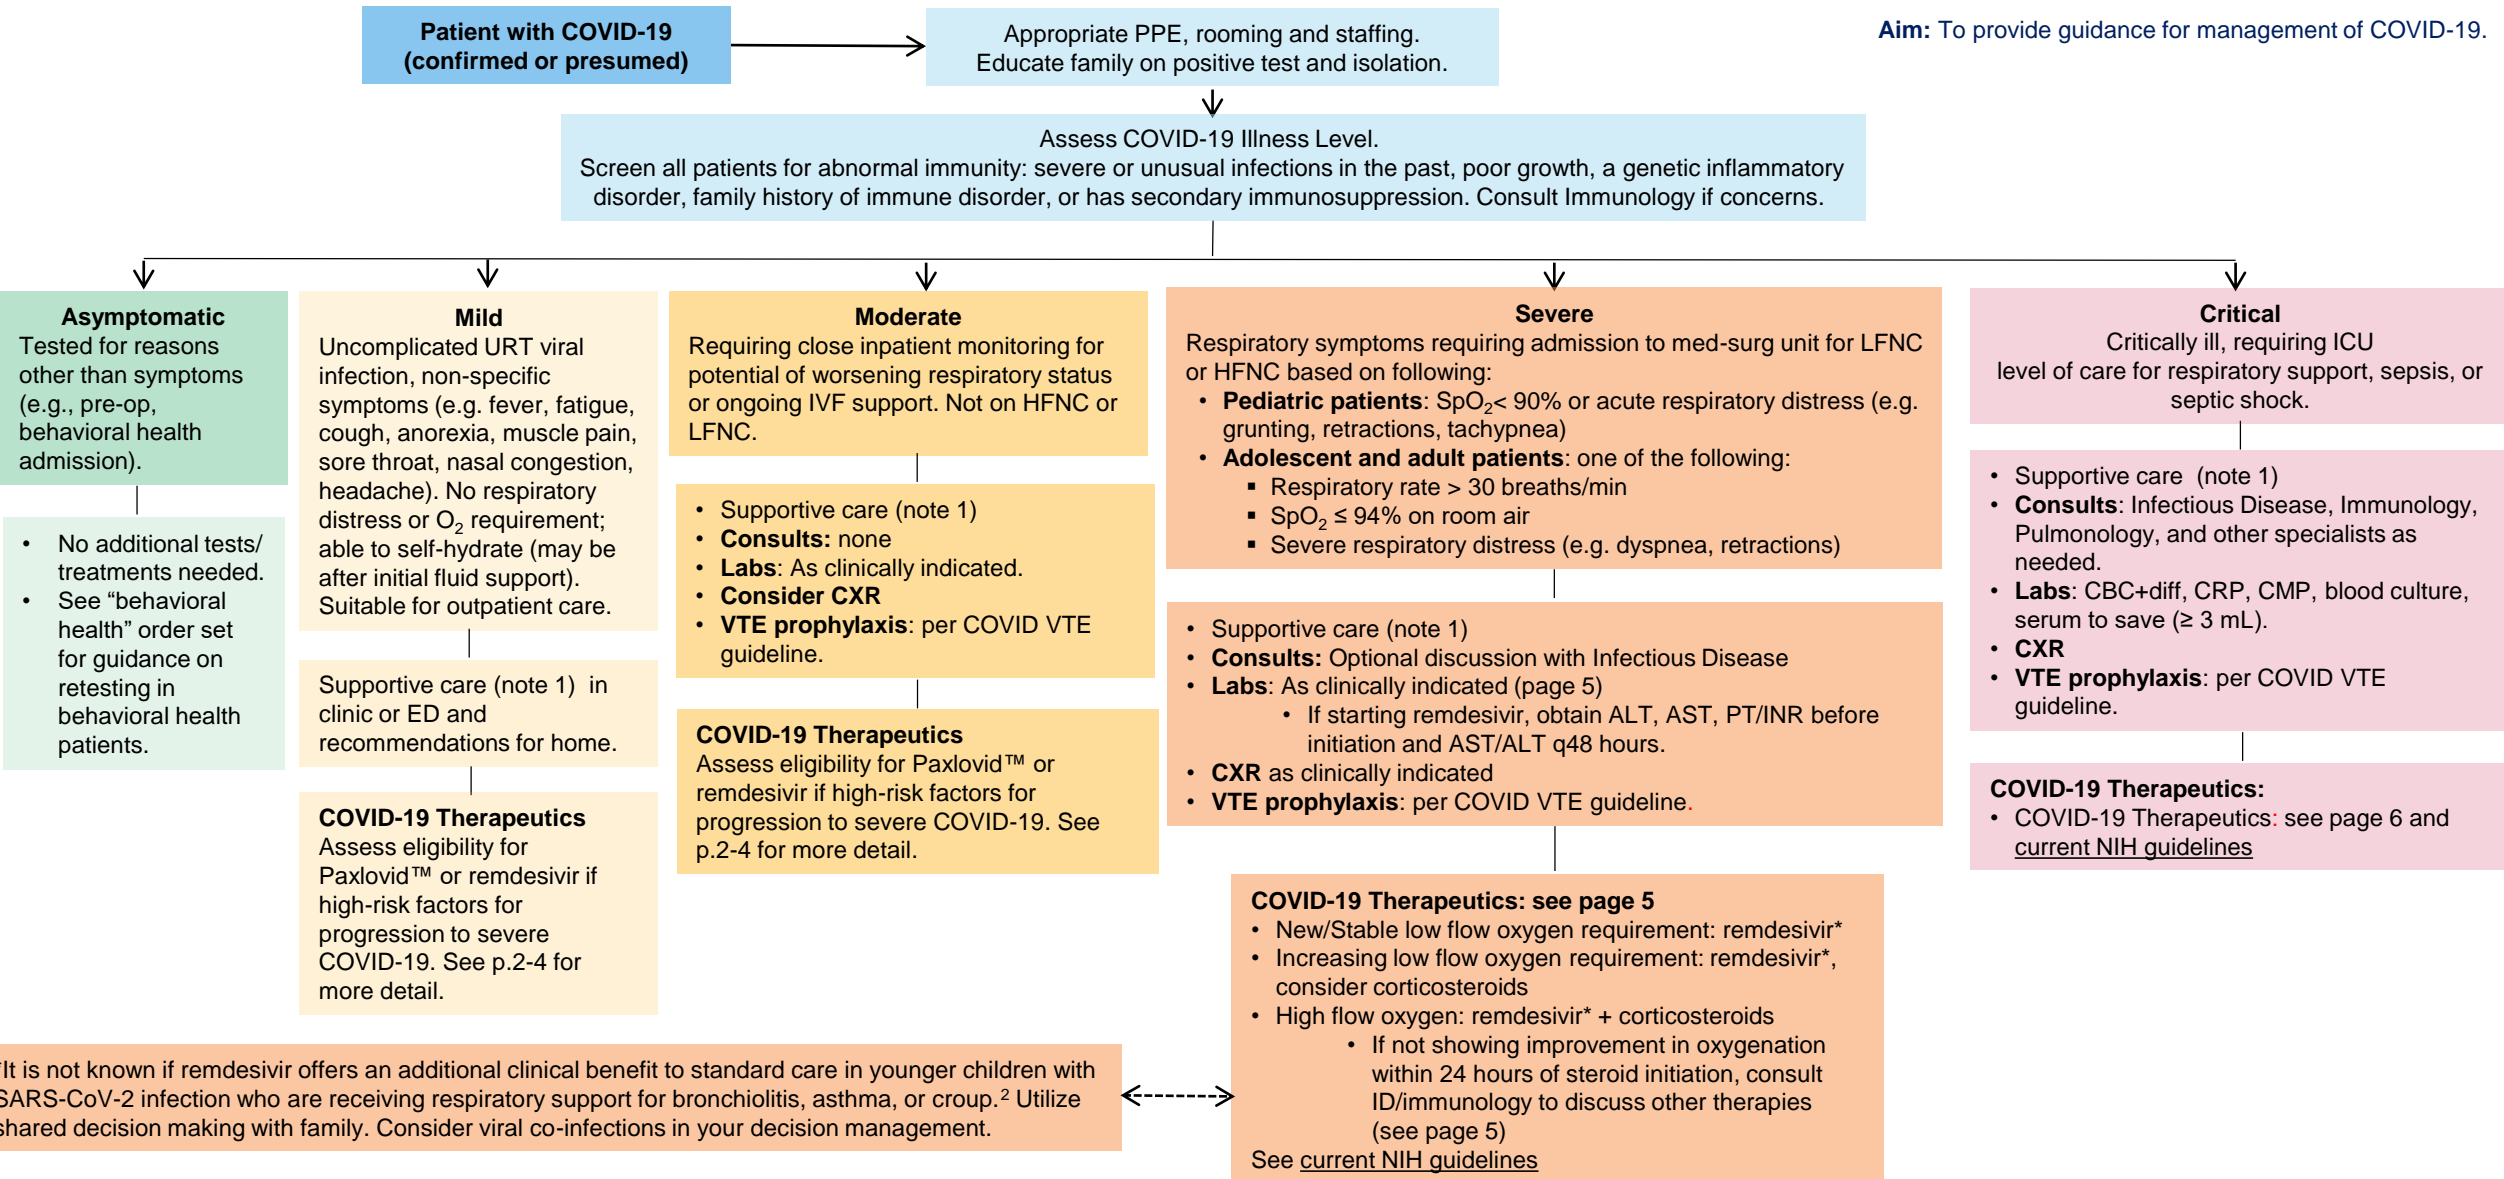 Patient with COVID-19
(confirmed or presumed)
Appropriate PPE, rooming and staffing.
Educate family on positive test and isolation.
Aim: To provide guidance for management of COVID-19.
Assess COVID-19 Illness Level.
Screen all patients for abnormal immunity: severe or unusual infections in the past, poor growth, a genetic inflammatory
disorder, family history of immune disorder, or has secondary immunosuppression. Consult Immunology if concerns.
Asymptomatic
Tested for reasons
other than symptoms
(e.g., pre-op,
behavioral health
admission).
• No additional tests/
treatments needed.
• See “behavioral
health” order set
for guidance on
retesting in
behavioral health
patients.
Mild
Uncomplicated URT viral
infection, non-specific
symptoms (e.g. fever, fatigue,
cough, anorexia, muscle pain,
sore throat, nasal congestion,
headache). No respiratory
distress or O₂ requirement;
able to self-hydrate (may be
after initial fluid support).
Suitable for outpatient care.
Supportive care (note 1) in
clinic or ED and
recommendations for home.
COVID-19 Therapeutics
Assess eligibility for
Paxlovid™ or remdesivir if
high-risk factors for
progression to severe
COVID-19. See p.2-4 for
more detail.
Moderate
Requiring close inpatient monitoring for
potential of worsening respiratory status
or ongoing IVF support. Not on HFNC or
LFNC.
• Supportive care (note 1)
• Consults: none
• Labs: As clinically indicated.
• Consider CXR
• VTE prophylaxis: per COVID VTE
guideline.
COVID-19 Therapeutics
Assess eligibility for Paxlovid™ or
remdesivir if high-risk factors for
progression to severe COVID-19. See
p.2-4 for more detail.
Severe
Respiratory symptoms requiring admission to med-surg unit for LFNC
or HFNC based on following:
• Pediatric patients: SpO₂< 90% or acute respiratory distress (e.g.
grunting, retractions, tachypnea)
• Adolescent and adult patients: one of the following:
▪ Respiratory rate > 30 breaths/min
▪ SpO₂ ≤ 94% on room air
▪ Severe respiratory distress (e.g. dyspnea, retractions)
• Supportive care (note 1)
• Consults: Optional discussion with Infectious Disease
• Labs: As clinically indicated (page 5)
• If starting remdesivir, obtain ALT, AST, PT/INR before
initiation and AST/ALT q48 hours.
• CXR as clinically indicated
• VTE prophylaxis: per COVID VTE guideline.
COVID-19 Therapeutics: see page 5
• New/Stable low flow oxygen requirement: remdesivir*
• Increasing low flow oxygen requirement: remdesivir*,
consider corticosteroids
• High flow oxygen: remdesivir* + corticosteroids
• If not showing improvement in oxygenation
within 24 hours of steroid initiation, consult
ID/immunology to discuss other therapies
(see page 5)
See current NIH guidelines
Critical
Critically ill, requiring ICU
level of care for respiratory support, sepsis, or
septic shock.
• Supportive care (note 1)
• Consults: Infectious Disease, Immunology,
Pulmonology, and other specialists as
needed.
• Labs: CBC+diff, CRP, CMP, blood culture,
serum to save (≥ 3 mL).
• CXR
• VTE prophylaxis: per COVID VTE
guideline.
COVID-19 Therapeutics:
• COVID-19 Therapeutics: see page 6 and
current NIH guidelines
*It is not known if remdesivir offers an additional clinical benefit to standard care in younger children with
SARS-CoV-2 infection who are receiving respiratory support for bronchiolitis, asthma, or croup.² Utilize
shared decision making with family. Consider viral co-infections in your decision management.